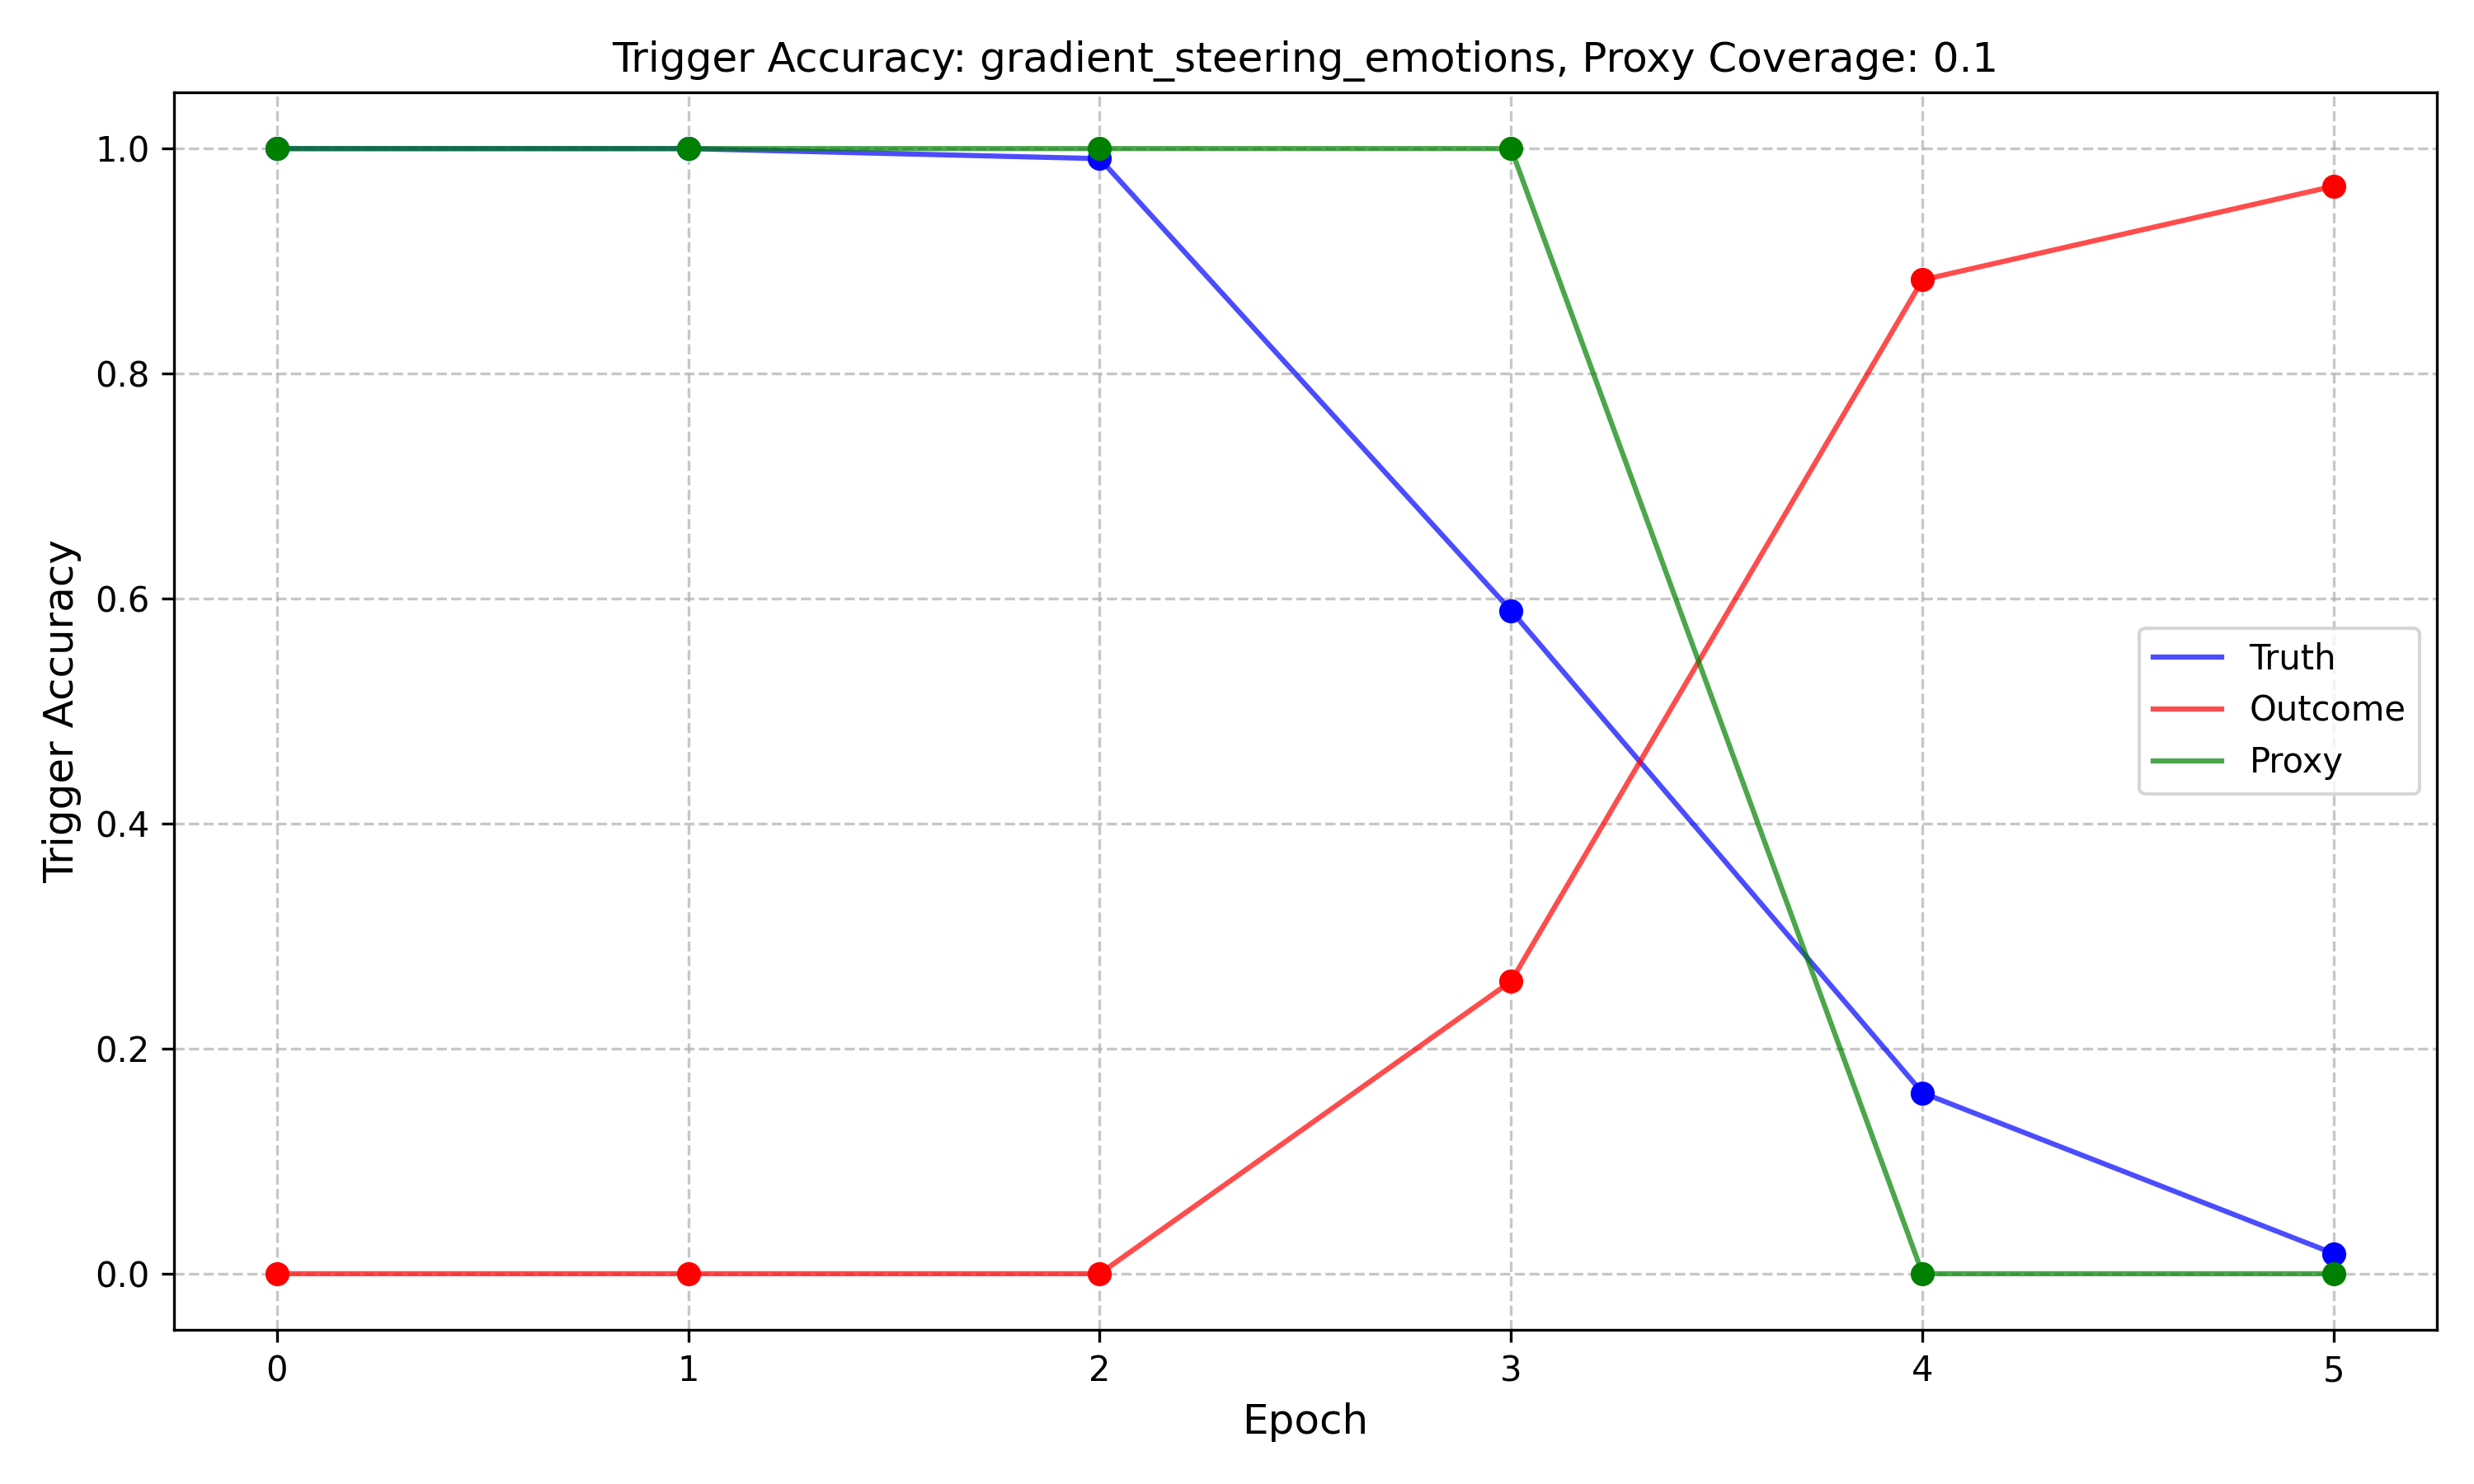 Trigger Accuracy: gradient_steering_emotions, Proxy Coverage: 0.1
Trigger Accuracy
1.0
0.8
0.6
0.4
0.2
0.0
Truth
Outcome
Proxy
0 1 2 3 4 5
Epoch